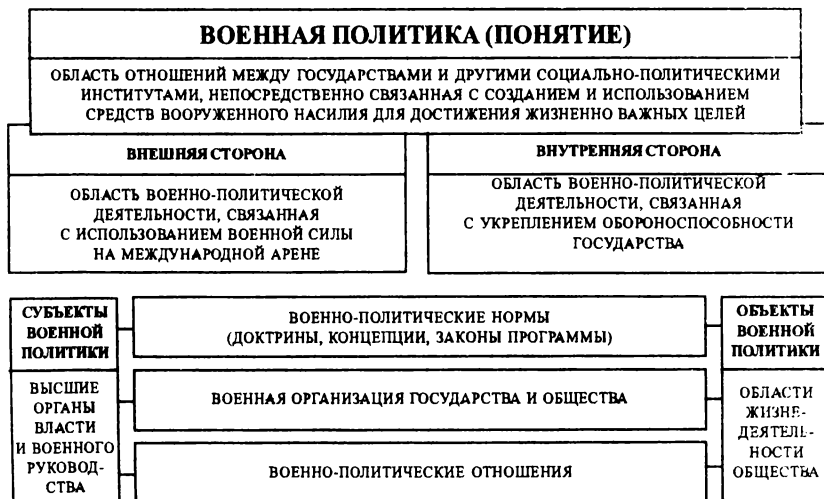 ВОЕННАЯ ПОЛИТИКА (ПОНЯТИЕ)
ОБЛАСТЬ ОТНОШЕНИЙ МЕЖДУ ГОСУДАРСТВАМИ И ДРУГИМИ СОЦИАЛЬНО-ПОЛИТИЧЕСКИМИ
ИНСТИТУТАМИ, НЕПОСРЕДСТВЕННО СВЯЗАННАЯ С СОЗДАНИЕМ И ИСПОЛЬЗОВАНИЕМ
СРЕДСТВ ВООРУЖЕННОГО НАСИЛИЯ ДЛЯ ДОСТИЖЕНИЯ ЖИЗНЕННО ВАЖНЫХ ЦЕЛЕЙ
ВНЕШНЯЯ СТОРОНА
ОБЛАСТЬ ВОЕННО-ПОЛИТИЧЕСКОЙ
ДЕЯТЕЛЬНОСТИ, СВЯЗАННАЯ
С ИСПОЛЬЗОВАНИЕМ ВОЕННОЙ СИЛЫ
НА МЕЖДУНАРОДНОЙ АРЕНЕ
ВНУТРЕННЯЯ СТОРОНА
ОБЛАСТЬ ВОЕННО-ПОЛИТИЧЕСКОЙ
ДЕЯТЕЛЬНОСТИ, СВЯЗАННАЯ
С УКРЕПЛЕНИЕМ ОБОРОНОСПОСОБНОСТИ
ГОСУДАРСТВА
СУБЪЕКТЫ
ВОЕННОЙ
ПОЛИТИКИ
ВЫСШИЕ
ОРГАНЫ
ВЛАСТИ
И ВОЕННОГО
РУКОВОД-
СТВА
ВОЕННО-ПОЛИТИЧЕСКИЕ НОРМЫ
(ДОКТРИНЫ, КОНЦЕПЦИИ, ЗАКОНЫ ПРОГРАММЫ)
ВОЕННАЯ ОРГАНИЗАЦИЯ ГОСУДАРСТВА И ОБЩЕСТВА
ВОЕННО-ПОЛИТИЧЕСКИЕ ОТНОШЕНИЯ
ОБЪЕКТЫ
ВОЕННОЙ
ПОЛИТИКИ
ОБЛАСТИ
ЖИЗНЕ-
ДЕЯТЕЛЬ-
НОСТИ
ОБЩЕСТВА